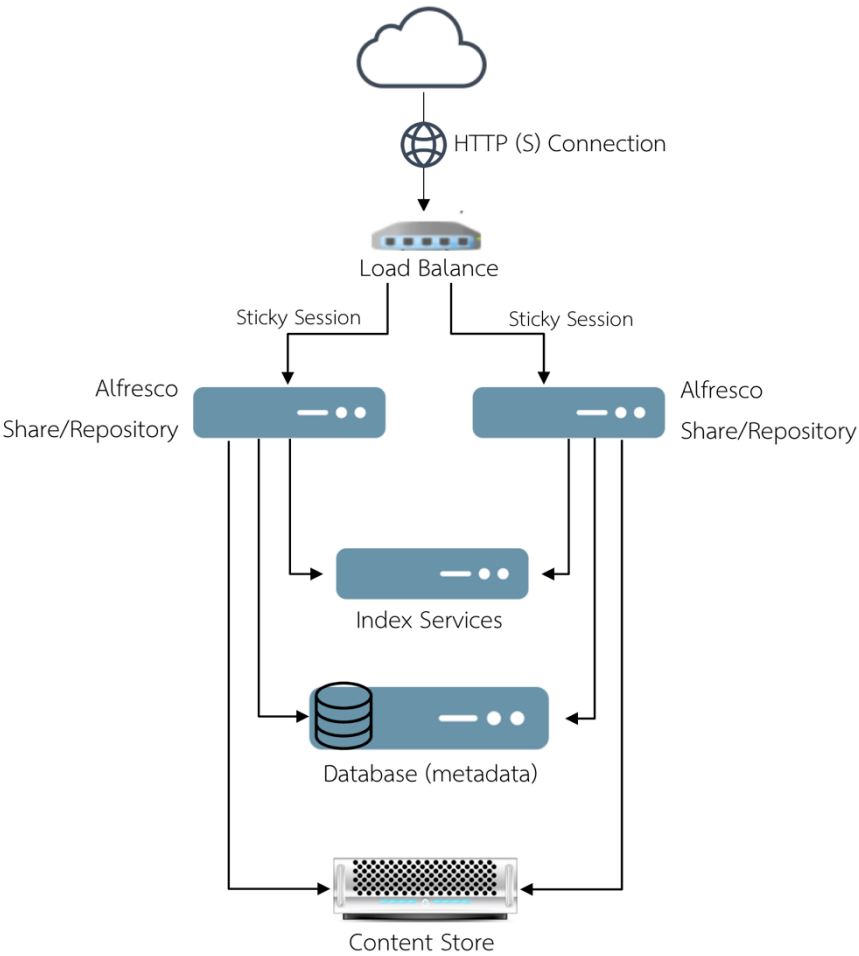 HTTP (S) Connection
Load Balance
Sticky Session
Sticky Session
Alfresco
Share/Repository
Alfresco
Share/Repository
Index Services
Database (metadata)
Content Store